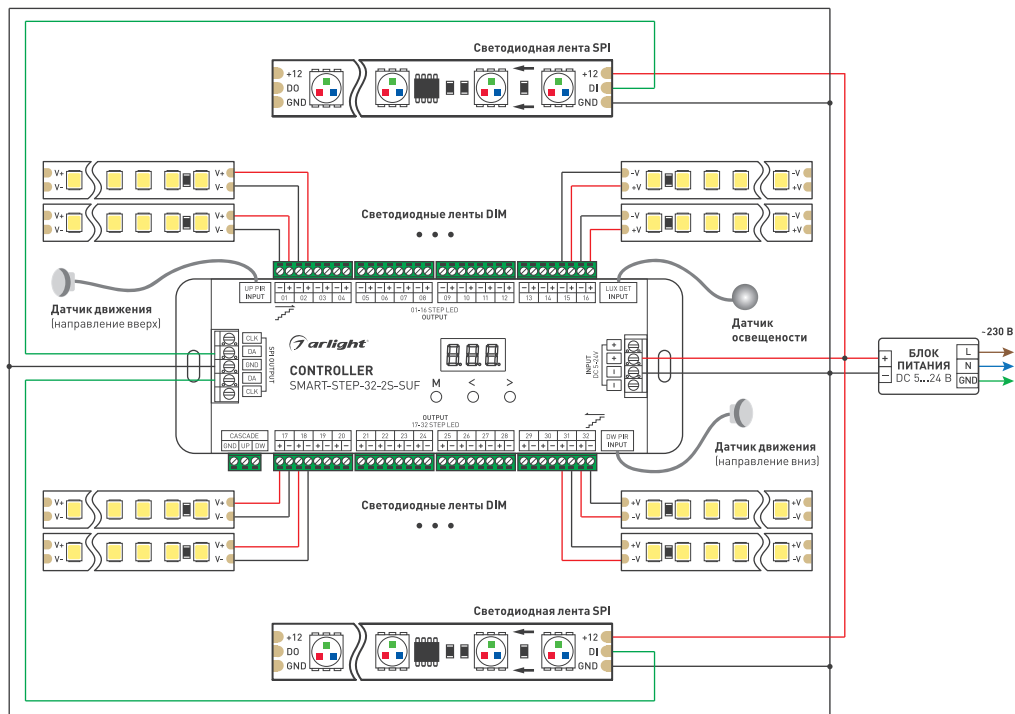 Светодиодная лента SPI
+12
DO
GND
+12
DI
GND
V+
V-
V+
V-
V+
V-
V+
V-
-V
+V
-V
+V
-V
+V
-V
+V
Светодиодные ленты DIM
• • •
Датчик движения
(направление вверх)
UP PIR
INPUT
- + - + - + - +
01 02 03 04
- + - + - + - +
05 06 07 08
- + - + - + - +
09 10 11 12
- + - + - + - +
13 14 15 16
LUX DET
INPUT
01-16 STEP LED
OUTPUT
Датчик
освещености
CLK
DA
GND
DA
CLK
SPI OUTPUT
arlight®
CONTROLLER
SMART-STEP-32-2S-SUF
888
M < >
INPUT
DC 5-24V
+
+
-
-
~230 В
+
-
БЛОК
ПИТАНИЯ
DC 5...24 В
L
N
GND
OUTPUT
17-32 STEP LED
CASCADE
GND UP DW
17 18 19 20
+ - + - + - + -
21 22 23 24
+ - + - + - + -
25 26 27 28
+ - + - + - + -
29 30 31 32
+ - + - + - + -
DW PIR
INPUT
Датчик движения
(направление вниз)
V+
V-
V+
V-
V+
V-
V+
V-
+V
-V
+V
-V
+V
-V
+V
-V
Светодиодные ленты DIM
• • •
Светодиодная лента SPI
+12
DO
GND
+12
DI
GND